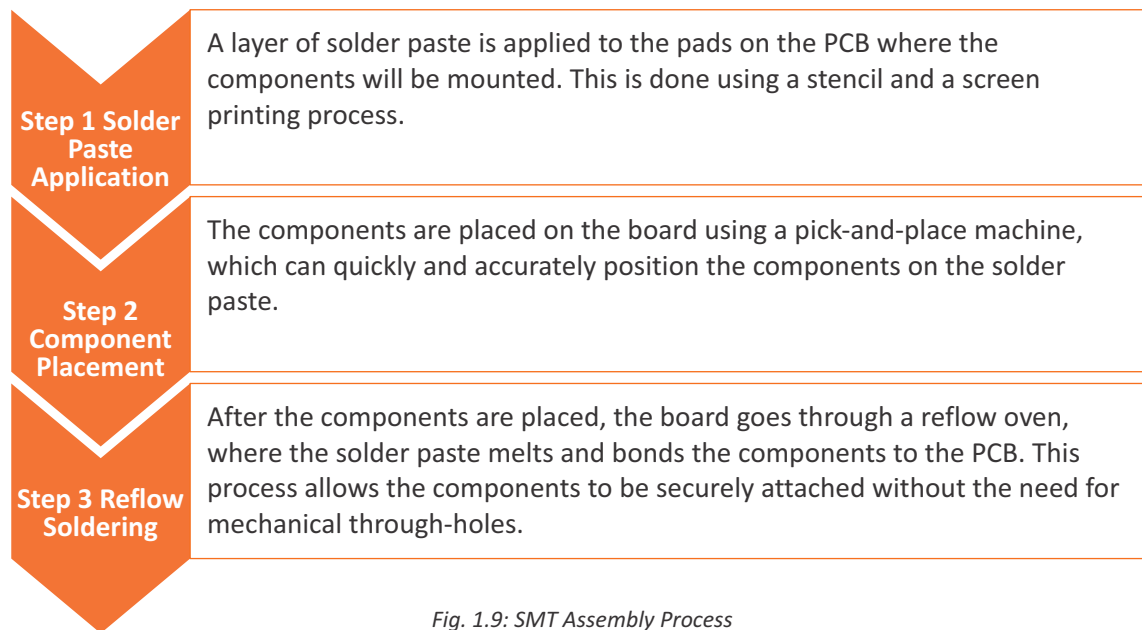 Step 1 Solder
Paste
Application
A layer of solder paste is applied to the pads on the PCB where the
components will be mounted. This is done using a stencil and a screen
printing process.
Step 2
Component
Placement
The components are placed on the board using a pick-and-place machine,
which can quickly and accurately position the components on the solder
paste.
Step 3 Reflow
Soldering
After the components are placed, the board goes through a reflow oven,
where the solder paste melts and bonds the components to the PCB. This
process allows the components to be securely attached without the need for
mechanical through-holes.
Fig. 1.9: SMT Assembly Process